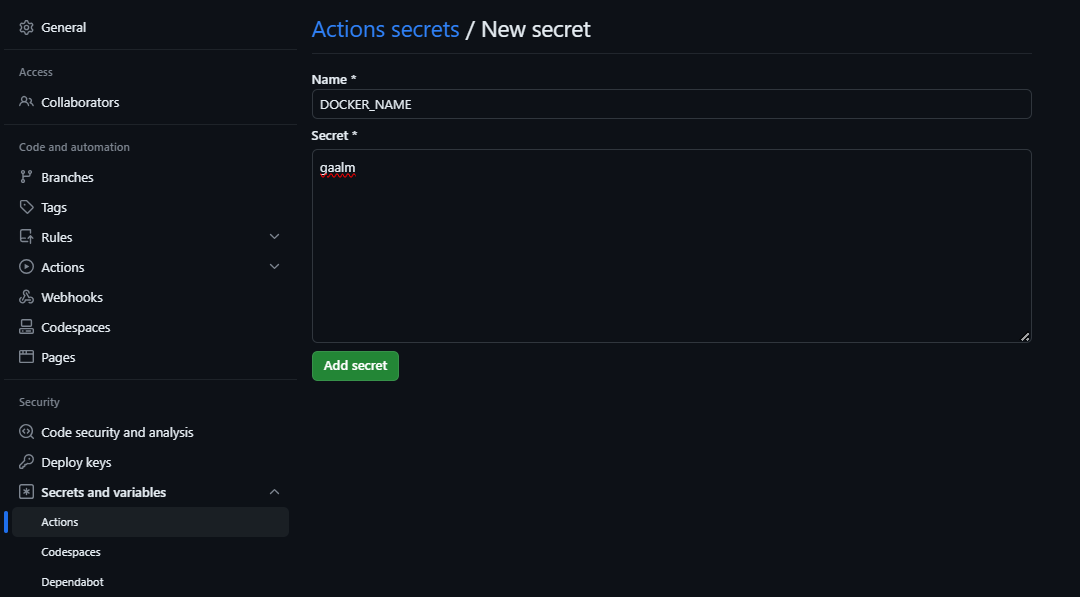 General
Access
Collaborators
Code and automation
Branches
Tags
Rules
Actions
Webhooks
Codespaces
Pages
Security
Code security and analysis
Deploy keys
Secrets and variables
Actions
Codespaces
Dependabot
Actions secrets / New secret
Name *
DOCKER_NAME
Secret *
gaalm
Add secret